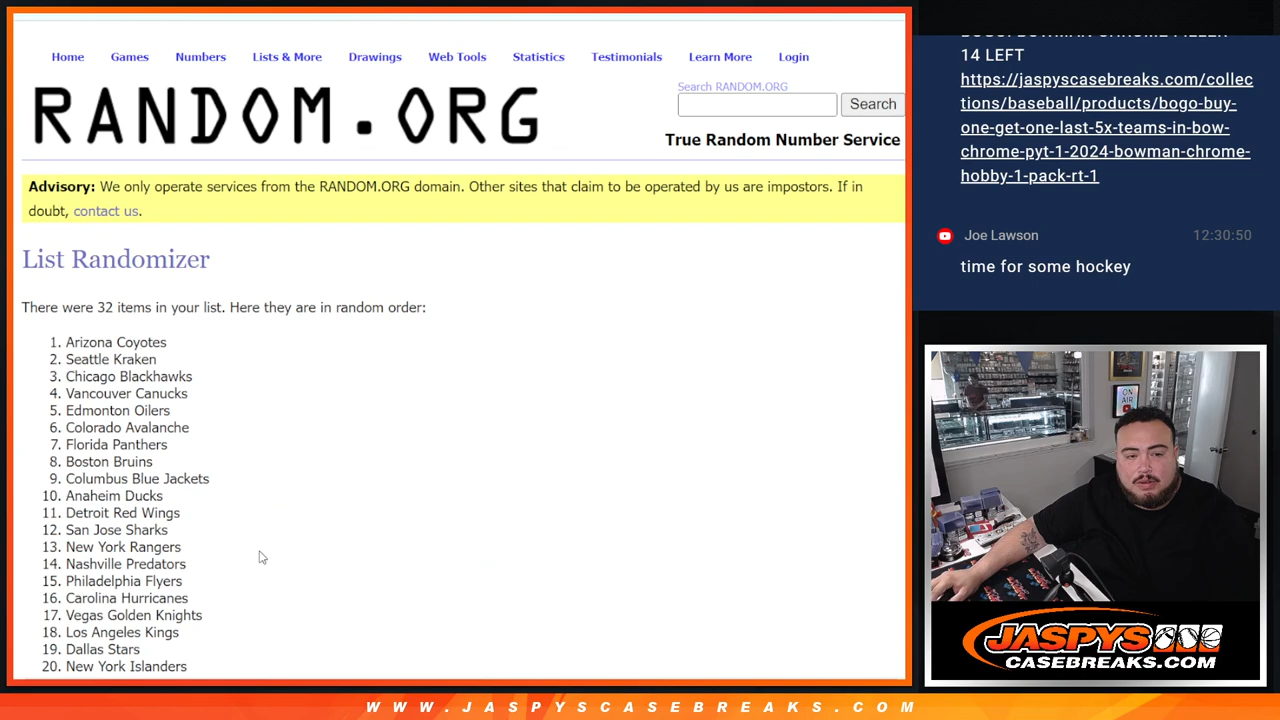 Home Games Numbers Lists & More Drawings Web Tools Statistics Testimonials Learn More Login
RANDOM.ORG
Search RANDOM.ORG
Search
True Random Number Service
Advisory: We only operate services from the RANDOM.ORG domain. Other sites that claim to be operated by us are impostors. If in
doubt, contact us.
List Randomizer
There were 32 items in your list. Here they are in random order:
1. Arizona Coyotes
2. Seattle Kraken
3. Chicago Blackhawks
4. Vancouver Canucks
5. Edmonton Oilers
6. Colorado Avalanche
7. Florida Panthers
8. Boston Bruins
9. Columbus Blue Jackets
10. Anaheim Ducks
11. Detroit Red Wings
12. San Jose Sharks
13. New York Rangers
14. Nashville Predators
15. Philadelphia Flyers
16. Carolina Hurricanes
17. Vegas Golden Knights
18. Los Angeles Kings
19. Dallas Stars
20. New York Islanders
14 LEFT
https://jaspyscasebreaks.com/collec
tions/baseball/products/bogo-buy-
one-get-one-last-5x-teams-in-bow-
chrome-pyt-1-2024-bowman-chrome-
hobby-1-pack-rt-1
Joe Lawson 12:30:50
time for some hockey
ON
AIR
JASPYS
CASEBREAKS.COM
WWW.JASPYSCASEBREAKS.COM